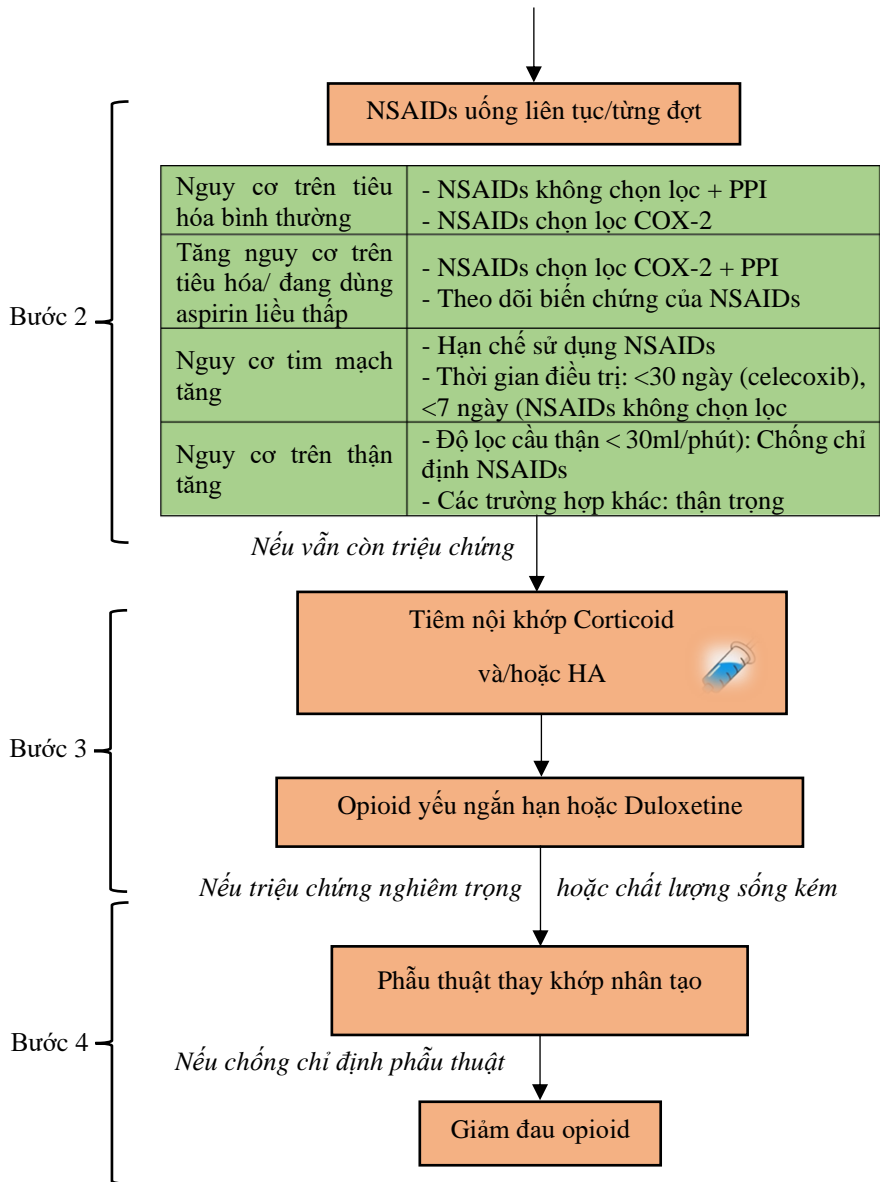 NSAIDs uống liên tục/từng đợt
Bước 2
Nguy cơ trên tiêu
hóa bình thường
- NSAIDs không chọn lọc + PPI
- NSAIDs chọn lọc COX-2
Tăng nguy cơ trên
tiêu hóa/ đang dùng
aspirin liều thấp
- NSAIDs chọn lọc COX-2 + PPI
- Theo dõi biến chứng của NSAIDs
Nguy cơ tim mạch
tăng
- Hạn chế sử dụng NSAIDs
- Thời gian điều trị: <30 ngày (celecoxib),
<7 ngày (NSAIDs không chọn lọc
Nguy cơ trên thận
tăng
- Độ lọc cầu thận < 30ml/phút): Chống chỉ
định NSAIDs
- Các trường hợp khác: thận trọng
Nếu vẫn còn triệu chứng
Bước 3
Tiêm nội khớp Corticoid
và/hoặc HA
Opioid yếu ngắn hạn hoặc Duloxetine
Nếu triệu chứng nghiêm trọng hoặc chất lượng sống kém
Bước 4
Phẫu thuật thay khớp nhân tạo
Nếu chống chỉ định phẫu thuật
Giảm đau opioid